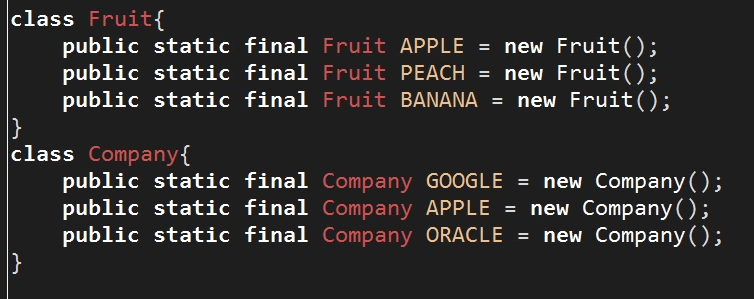 class Fruit{
    public static final Fruit APPLE = new Fruit();
    public static final Fruit PEACH = new Fruit();
    public static final Fruit BANANA = new Fruit();
}
class Company{
    public static final Company GOOGLE = new Company();
    public static final Company APPLE = new Company();
    public static final Company ORACLE = new Company();
}